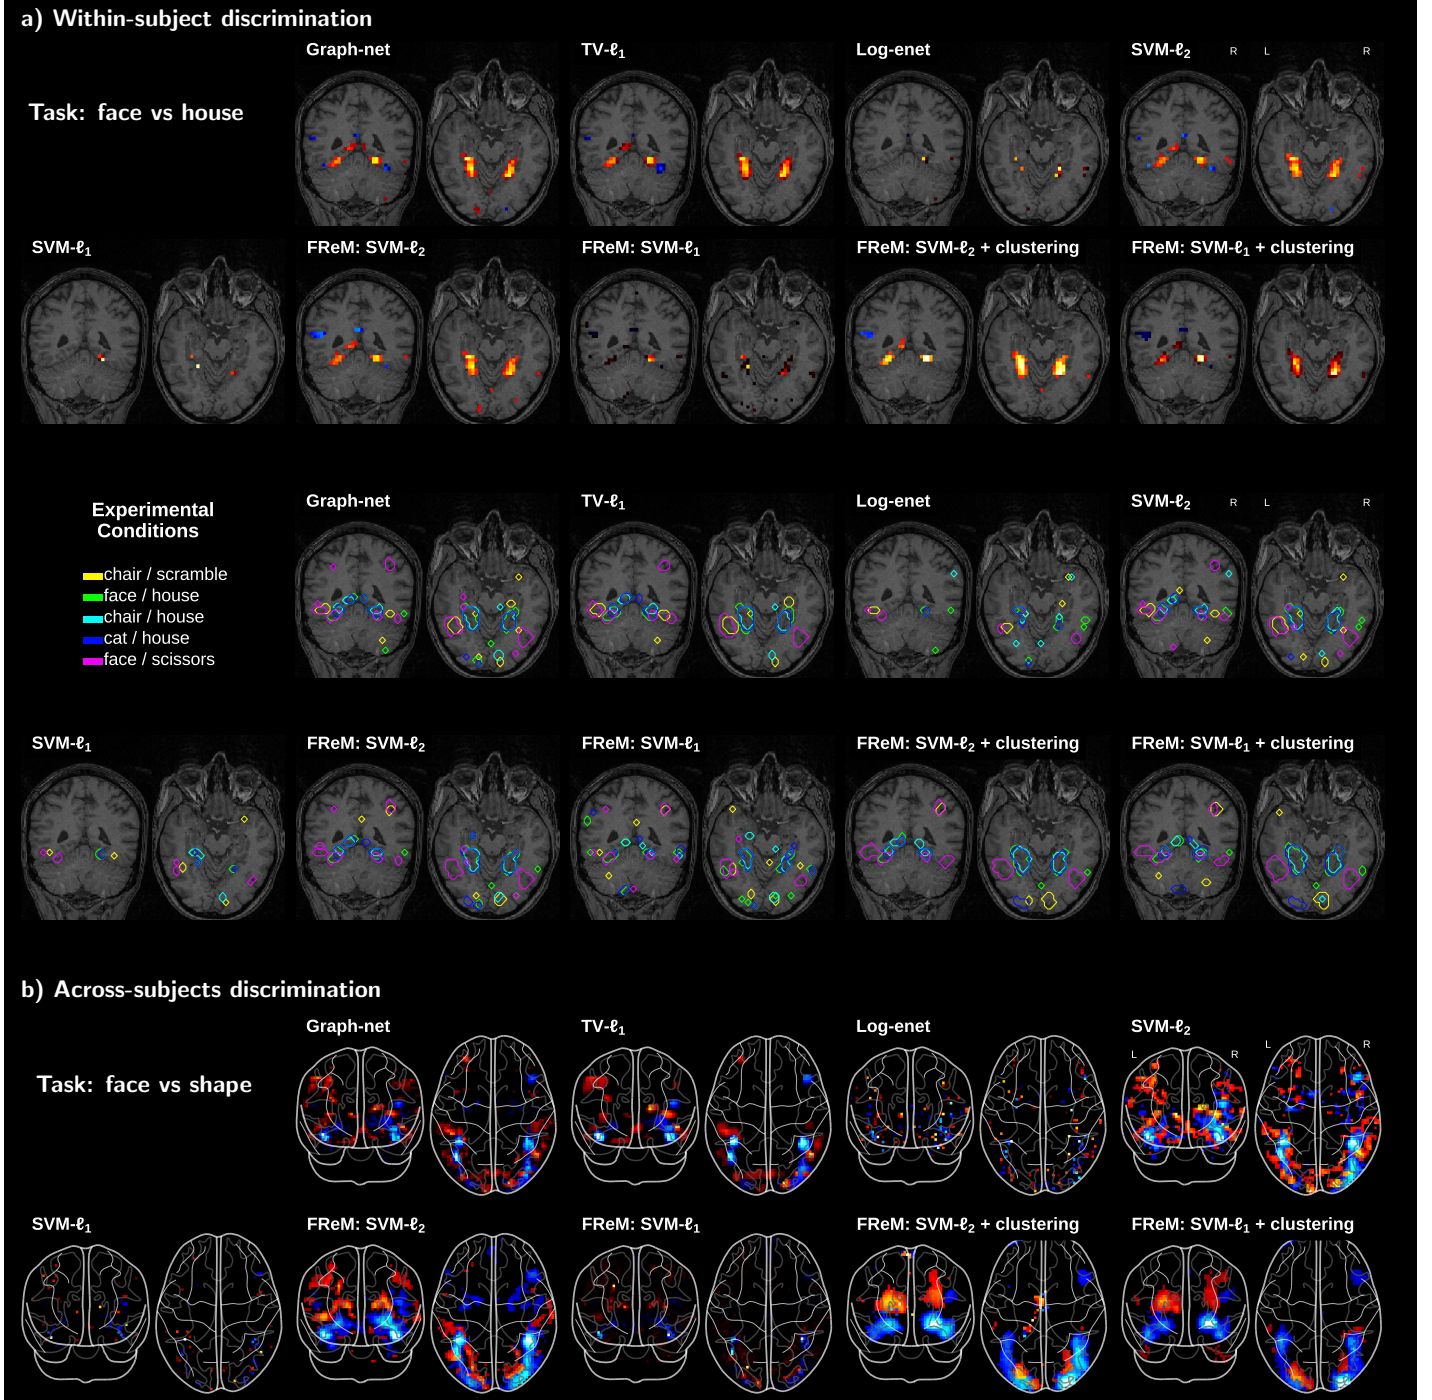 a) Within-subject discrimination
Graph-net
TV-ℓ1
Log-enet
SVM-ℓ2
R
L
R
Task: face vs house
SVM-ℓ1
FReM: SVM-ℓ2
FReM: SVM-ℓ1
FReM: SVM-ℓ2 + clustering
FReM: SVM-ℓ1 + clustering
Graph-net
TV-ℓ1
Log-enet
SVM-ℓ2
R
L
R
Experimental
Conditions
chair / scramble
face / house
chair / house
cat / house
face / scissors
SVM-ℓ1
FReM: SVM-ℓ2
FReM: SVM-ℓ1
FReM: SVM-ℓ2 + clustering
FReM: SVM-ℓ1 + clustering
b) Across-subjects discrimination
Graph-net
TV-ℓ1
Log-enet
SVM-ℓ2
L
R
L
R
Task: face vs shape
SVM-ℓ1
FReM: SVM-ℓ2
FReM: SVM-ℓ1
FReM: SVM-ℓ2 + clustering
FReM: SVM-ℓ1 + clustering